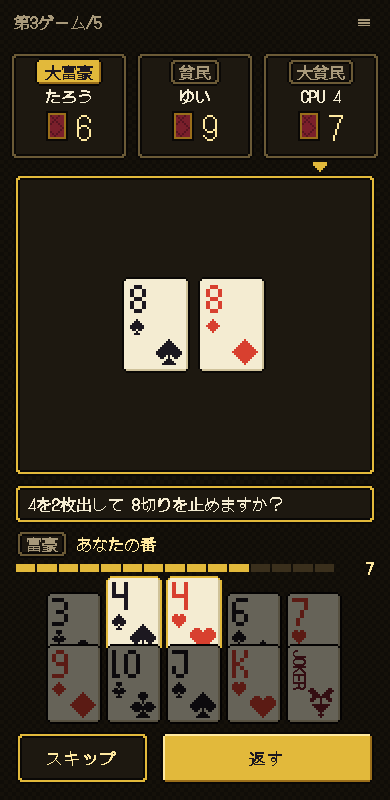 第3ゲーム/5
大富豪 貧民 大貧民
たろう ゆい CPU 4
6 9 7
8 8
4を2枚出して 8切りを止めますか?
富豪 あなたの番
7
3 4 4 6 7
9 10 J K JOKER
スキップ 返す